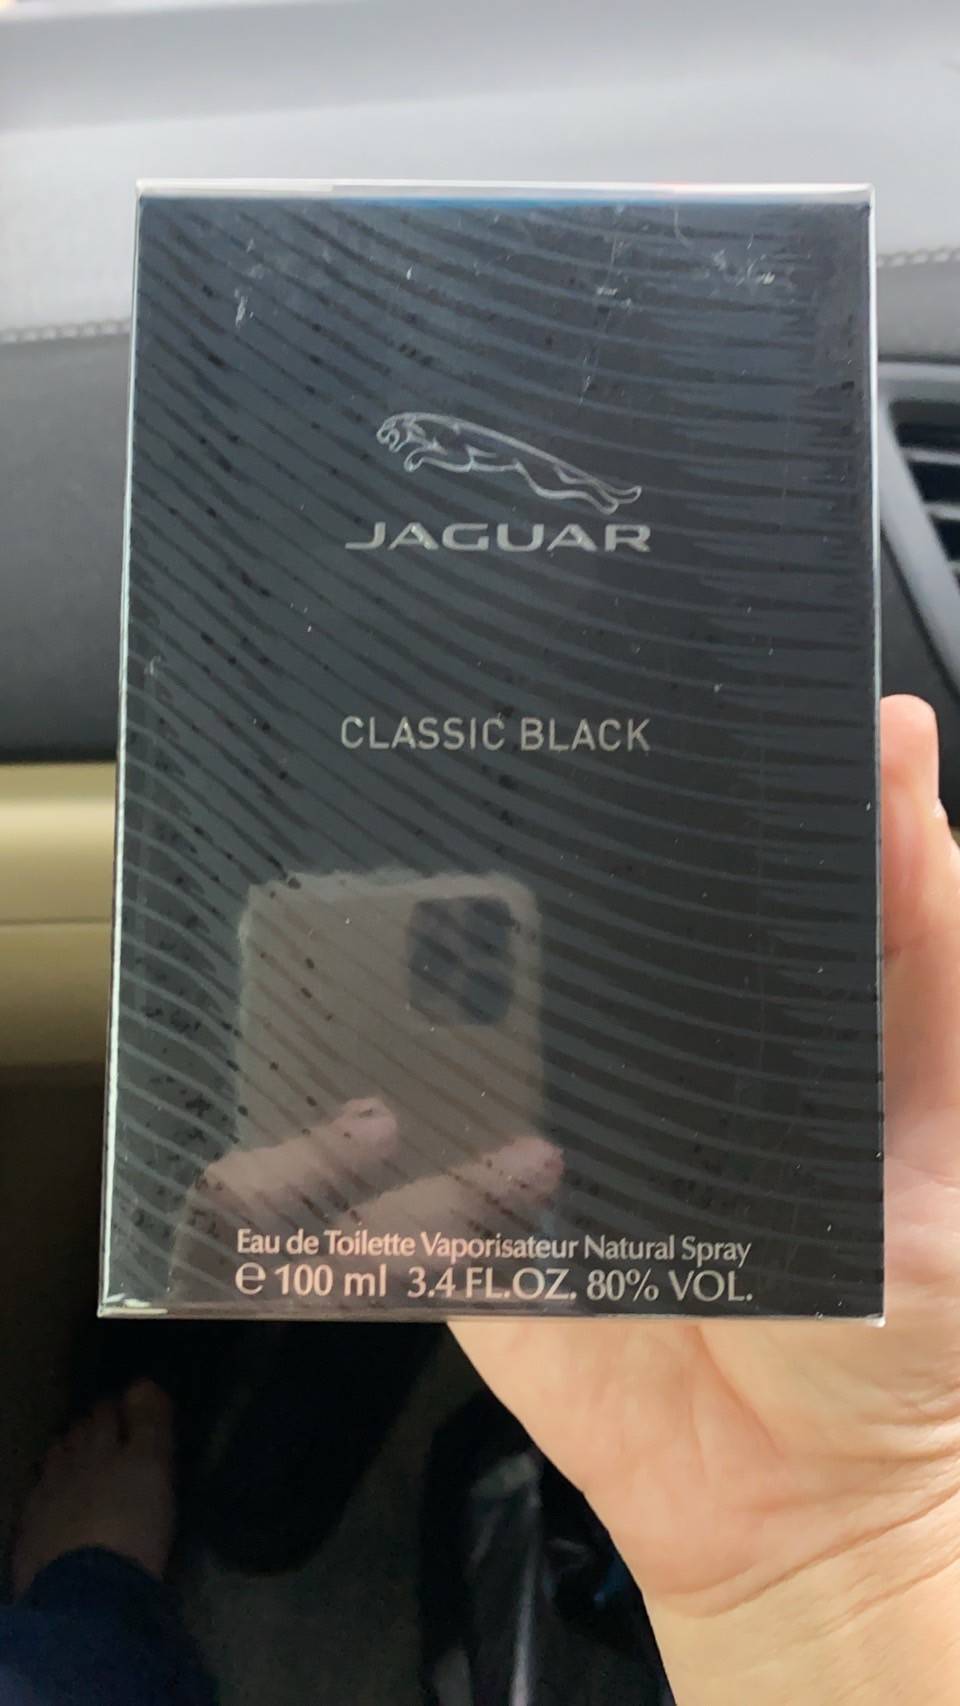 JAGUAR
CLASSIC BLACK
Eau de Toilette Vaporisateur Natural Spray
℮ 100 ml 3.4 FL.OZ. 80% VOL.